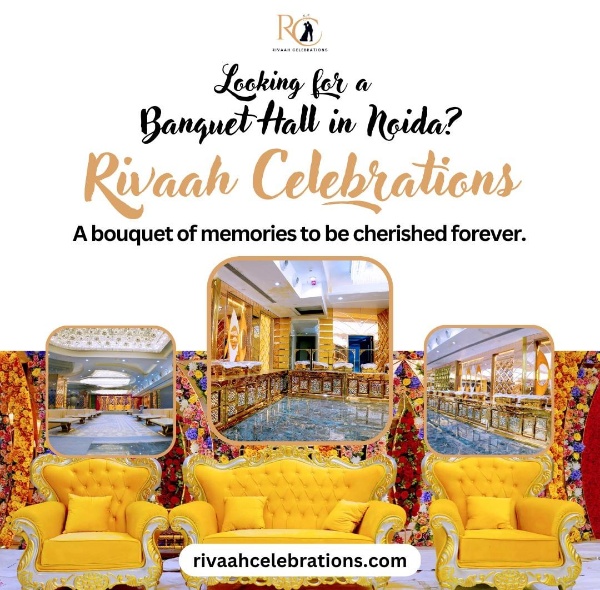 RC
RIVAAH CELEBRATIONS
Looking for a
Banquet Hall in Noida?
Rivaah Celebrations
A bouquet of memories to be cherished forever.
rivaahcelebrations.com